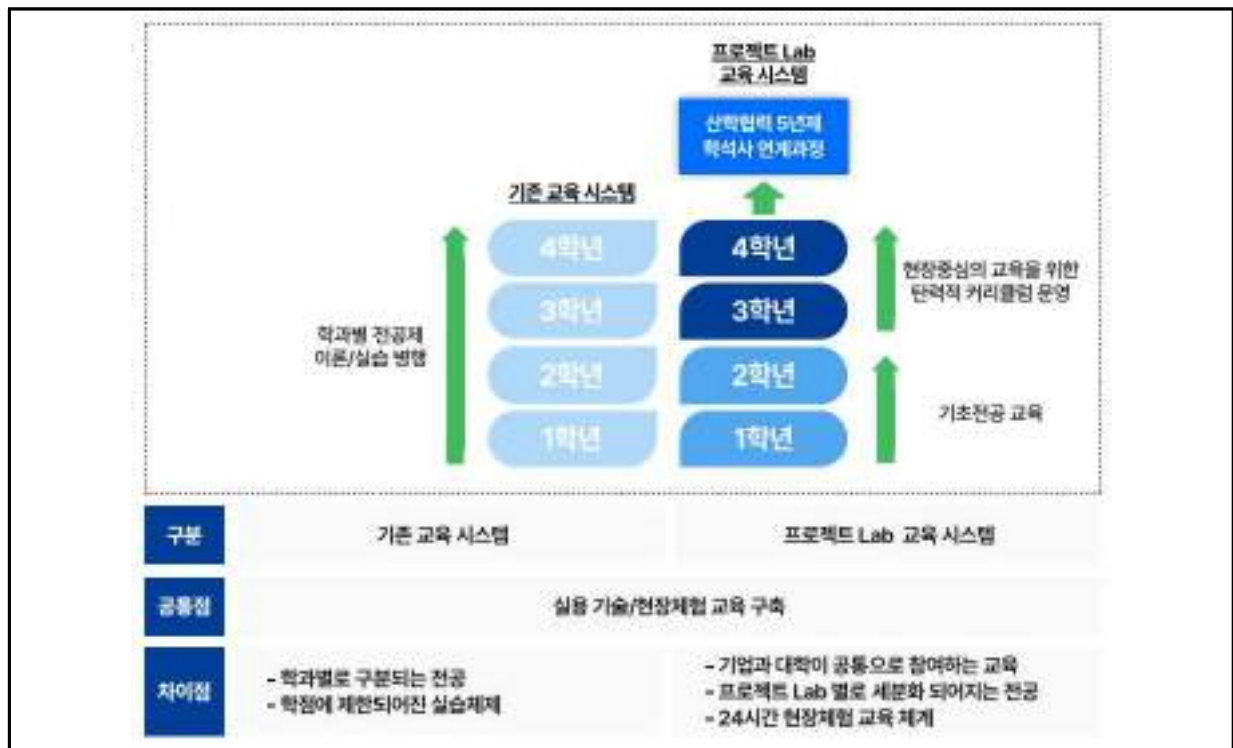 프로젝트 Lab
교육 시스템
산학협력 5년제
학석사 연계과정
기존 교육 시스템
4학년
3학년
2학년
1학년
학과별 전공제
이론/실습 병행
4학년
3학년
2학년
1학년
현장중심의 교육을 위한
탄력적 커리큘럼 운영
기초전공 교육
구분
기존 교육 시스템
프로젝트 Lab 교육 시스템
공통점
실용 기술/현장체험 교육 구축
차이점
- 학과별로 구분되는 전공
- 학점에 제한되어진 실습체제
- 기업과 대학이 공통으로 참여하는 교육
- 프로젝트 Lab 별로 세분화 되어지는 전공
- 24시간 현장체험 교육 체계